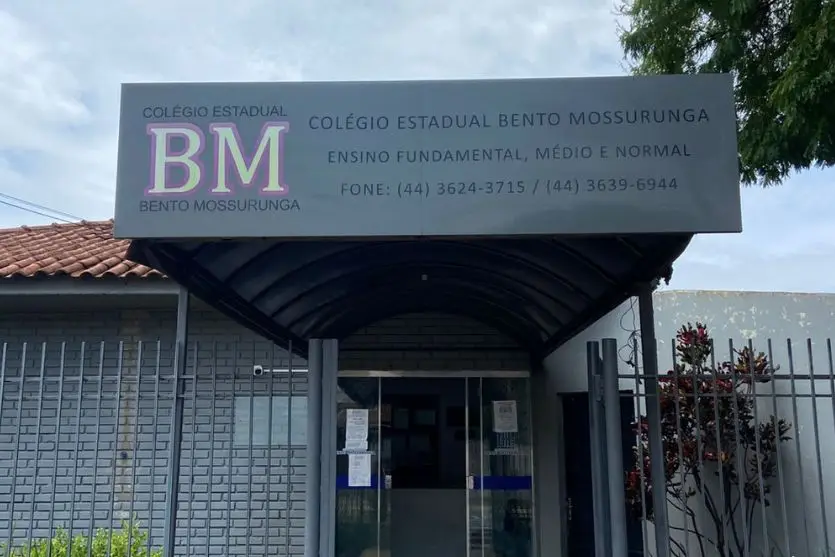 COLÉGIO ESTADUAL
BM
BENTO MOSSURUNGA
COLÉGIO ESTADUAL BENTO MOSSURUNGA
ENSINO FUNDAMENTAL, MÉDIO E NORMAL
FONE: (44) 3624-3715 / (44) 3639-6944